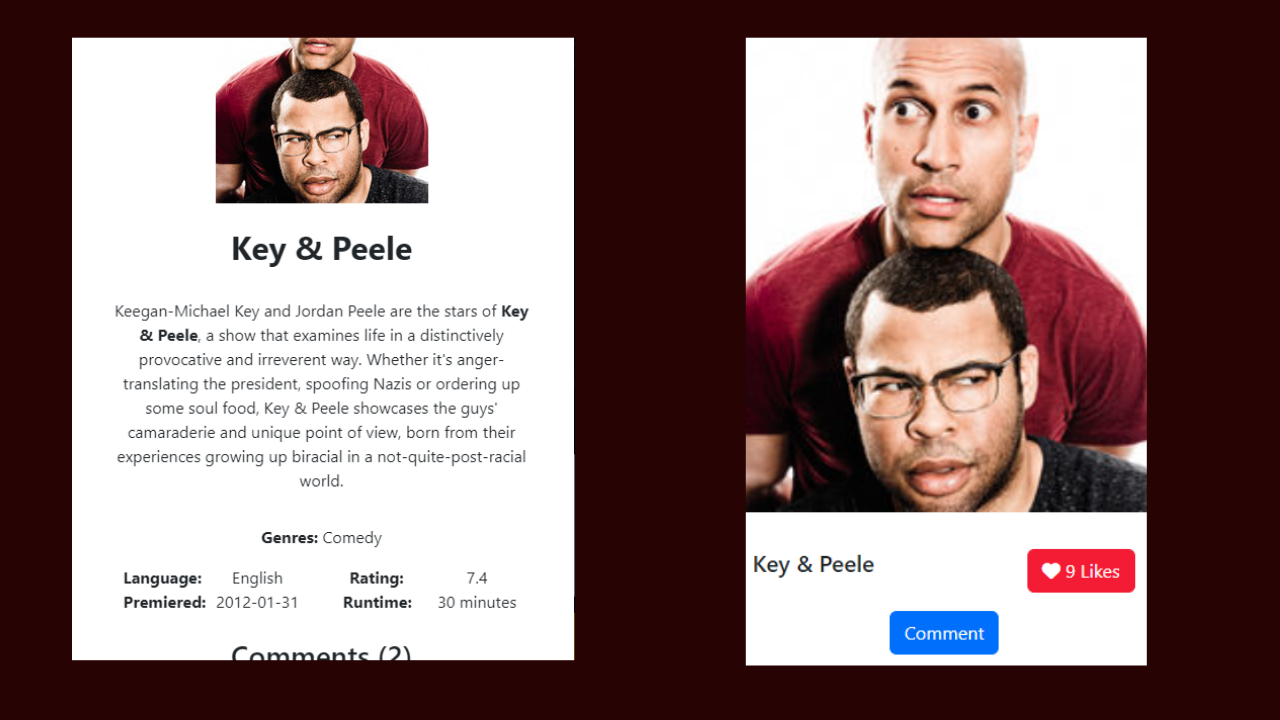 Key & Peele
Keegan-Michael Key and Jordan Peele are the stars of Key
& Peele, a show that examines life in a distinctively
provocative and irreverent way. Whether it's anger-
translating the president, spoofing Nazis or ordering up
some soul food, Key & Peele showcases the guys'
camaraderie and unique point of view, born from their
experiences growing up biracial in a not-quite-post-racial
world.
Genres: Comedy
Language: English Rating: 7.4
Premiered: 2012-01-31 Runtime: 30 minutes
Comments (2)
Key & Peele
9 Likes
Comment